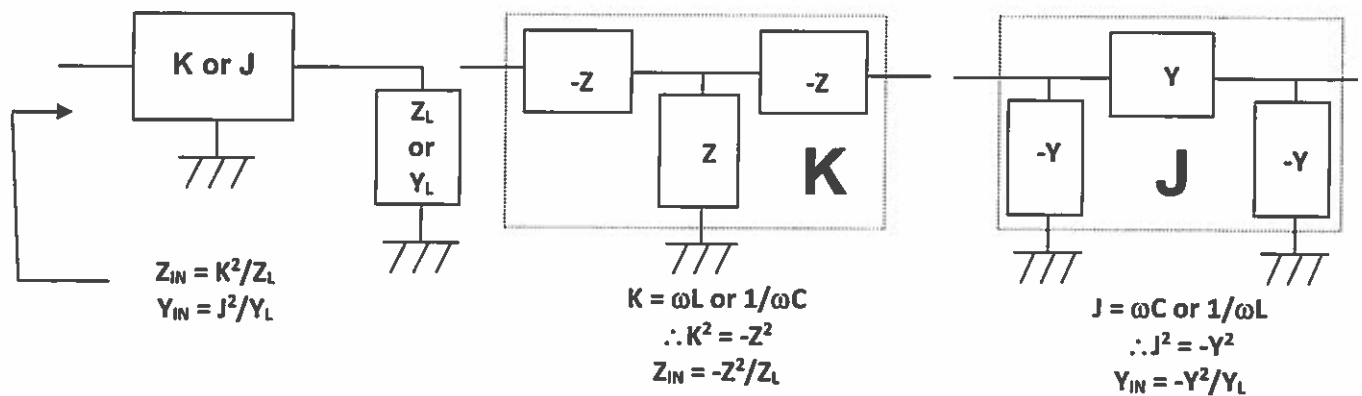 K or J
Z_L
or
Y_L
Z_IN = K²/Z_L
Y_IN = J²/Y_L
-Z
-Z
Z
K
K = ωL or 1/ωC
∴K² = -Z²
Z_IN = -Z²/Z_L
Y
-Y
-Y
J
J = ωC or 1/ωL
∴J² = -Y²
Y_IN = -Y²/Y_L